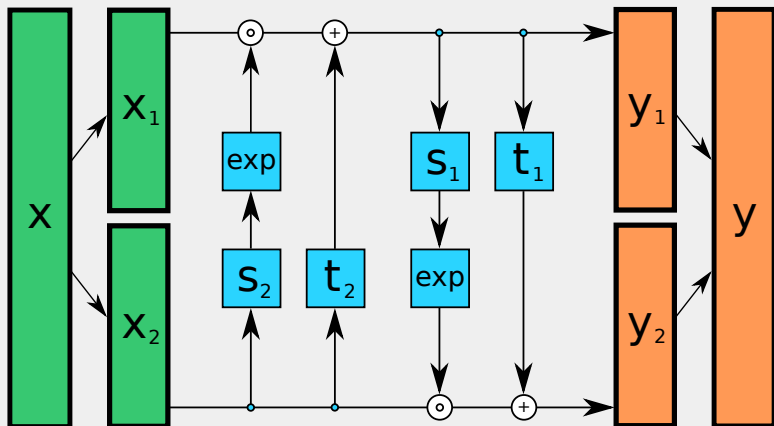 x
x₁
x₂
exp
s₂
t₂
+
s₁
exp
t₁
+
y₁
y₂
y